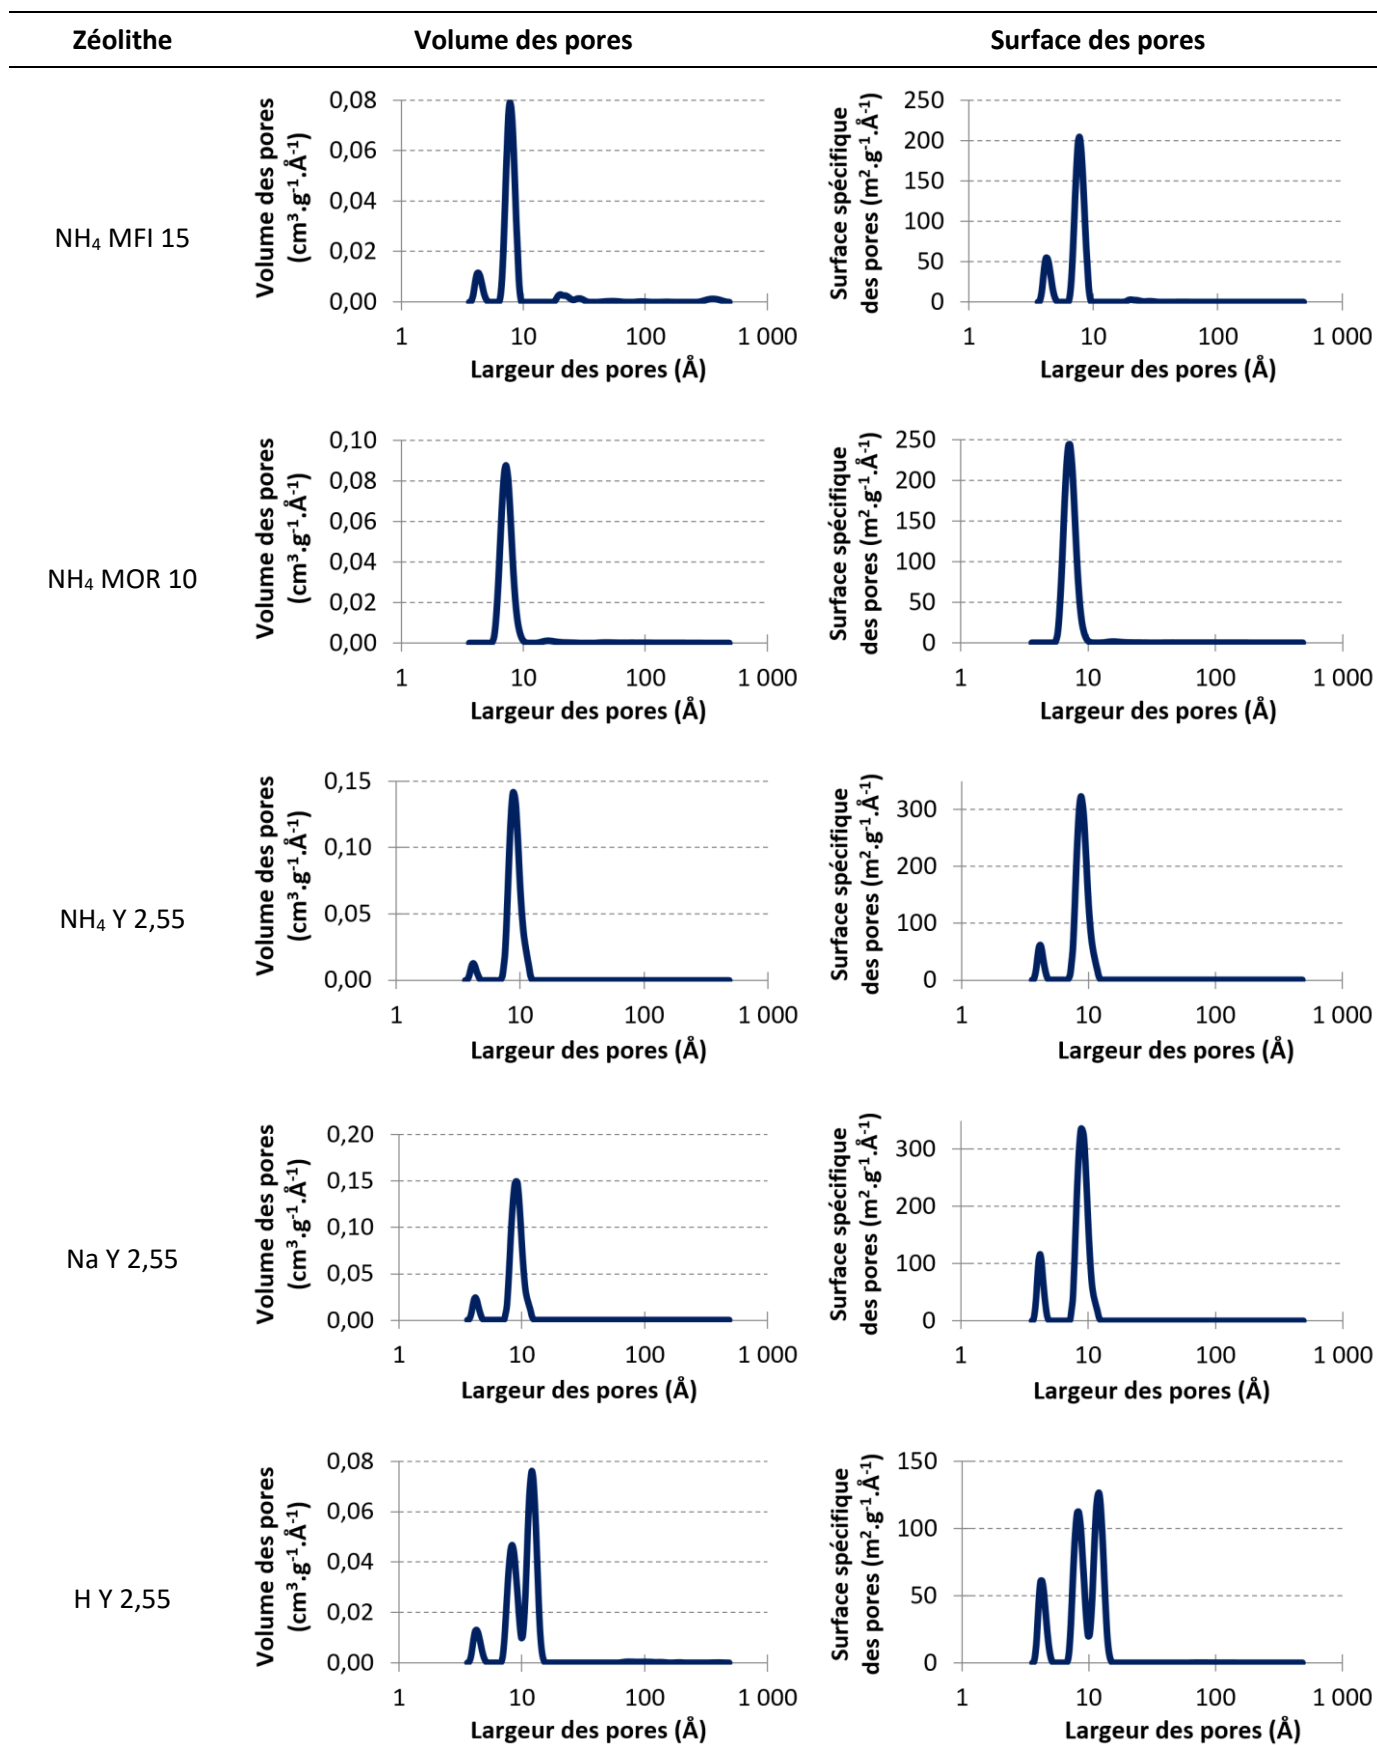 Zéolithe Volume des pores Surface des pores
NH₄ MFI 15
Volume des pores
(cm³·g⁻¹.Å⁻¹)
0,08
0,06
0,04
0,02
0,00
1 10 100 1 000
Largeur des pores (Å)
Surface spécifique
des pores (m²·g⁻¹.Å⁻¹)
250
200
150
100
50
0
1 10 100 1 000
Largeur des pores (Å)
NH₄ MOR 10
Volume des pores
(cm³·g⁻¹.Å⁻¹)
0,10
0,08
0,06
0,04
0,02
0,00
1 10 100 1 000
Largeur des pores (Å)
Surface spécifique
des pores (m²·g⁻¹.Å⁻¹)
250
200
150
100
50
0
1 10 100 1 000
Largeur des pores (Å)
NH₄ Y 2,55
Volume des pores
(cm³·g⁻¹.Å⁻¹)
0,15
0,10
0,05
0,00
1 10 100 1 000
Largeur des pores (Å)
Surface spécifique
des pores (m²·g⁻¹.Å⁻¹)
300
200
100
0
1 10 100 1 000
Largeur des pores (Å)
Na Y 2,55
Volume des pores
(cm³·g⁻¹.Å⁻¹)
0,20
0,15
0,10
0,05
0,00
1 10 100 1 000
Largeur des pores (Å)
Surface spécifique
des pores (m²·g⁻¹.Å⁻¹)
300
200
100
0
1 10 100 1 000
Largeur des pores (Å)
H Y 2,55
Volume des pores
(cm³·g⁻¹.Å⁻¹)
0,08
0,06
0,04
0,02
0,00
1 10 100 1 000
Largeur des pores (Å)
Surface spécifique
des pores (m²·g⁻¹.Å⁻¹)
150
100
50
0
1 10 100 1 000
Largeur des pores (Å)